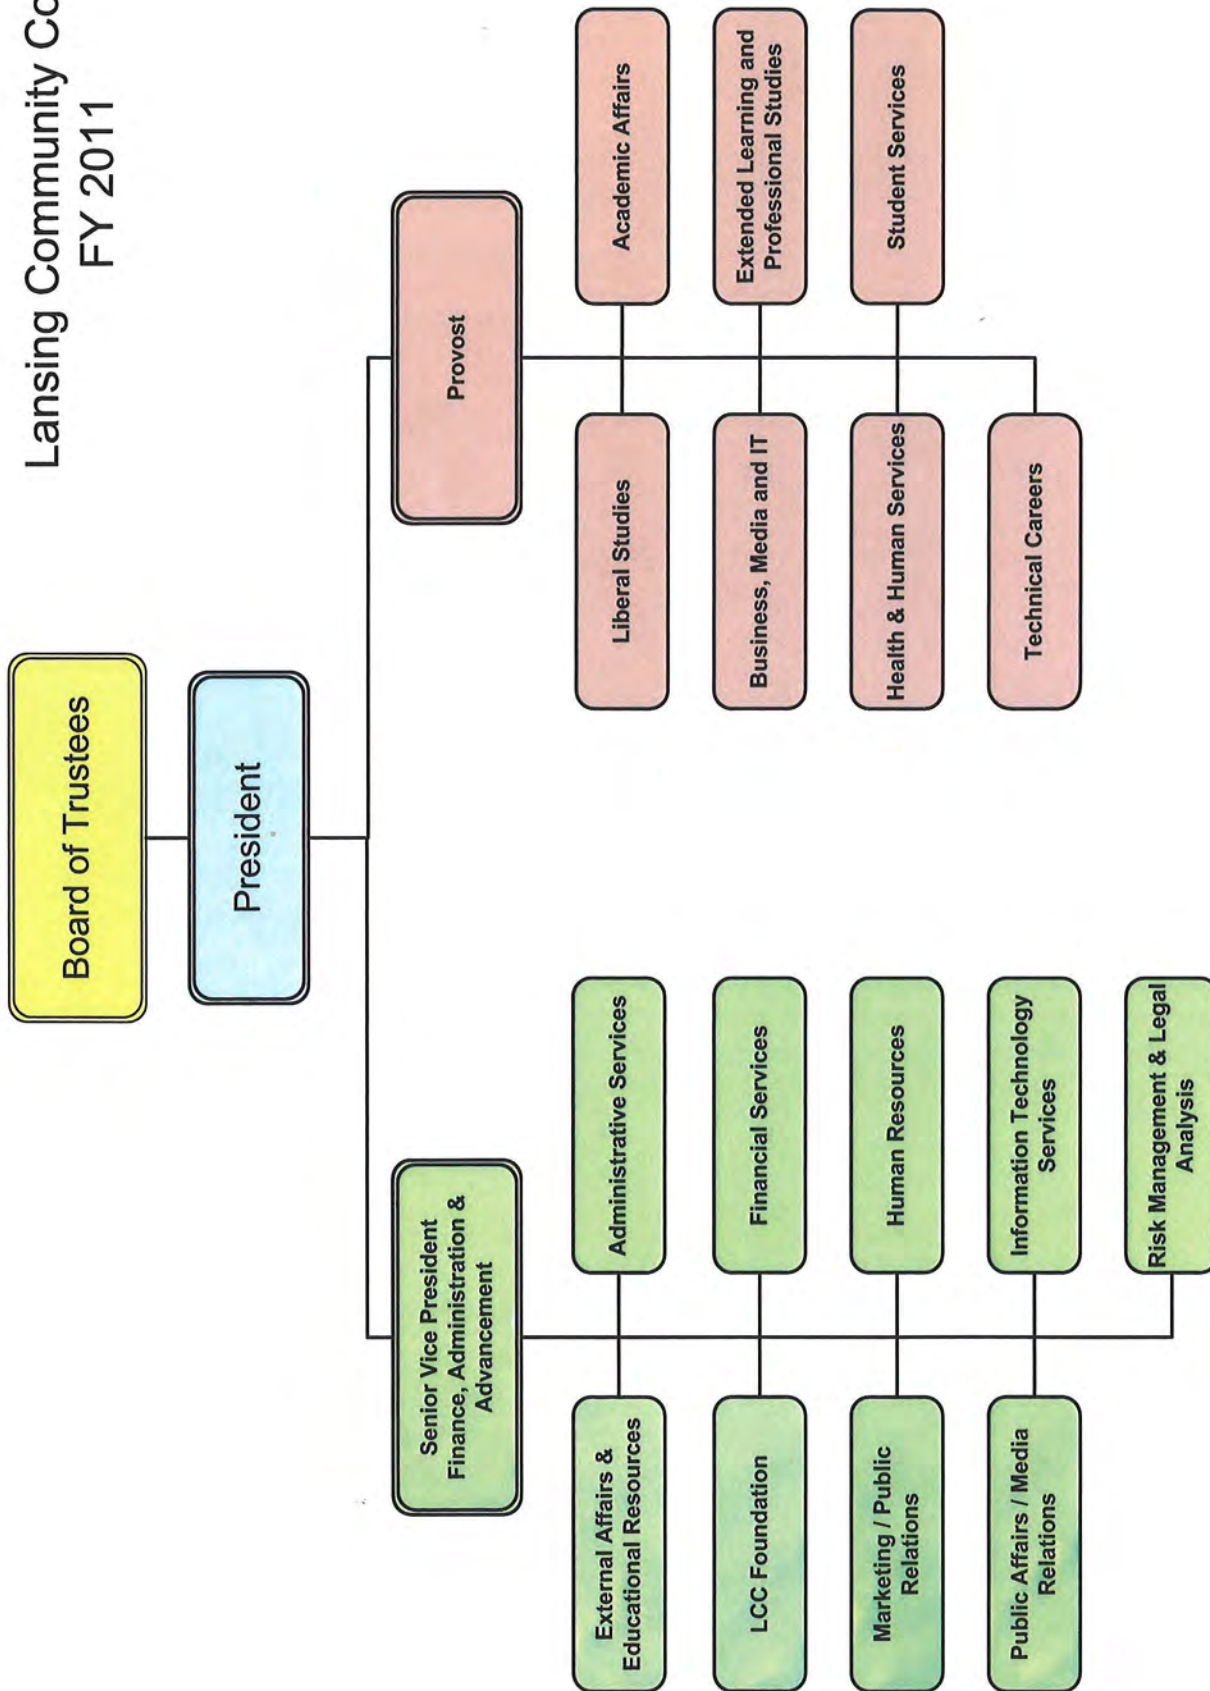 Lansing Community Co
FY 2011
Board of Trustees
President
Senior Vice President
Finance, Administration &
Advancement
Provost
External Affairs &
Educational Resources
Administrative Services
Liberal Studies
Academic Affairs
LCC Foundation
Financial Services
Business, Media and IT
Extended Learning and
Professional Studies
Marketing / Public
Relations
Human Resources
Health & Human Services
Student Services
Public Affairs / Media
Relations
Information Technology
Services
Technical Careers
Risk Management & Legal
Analysis